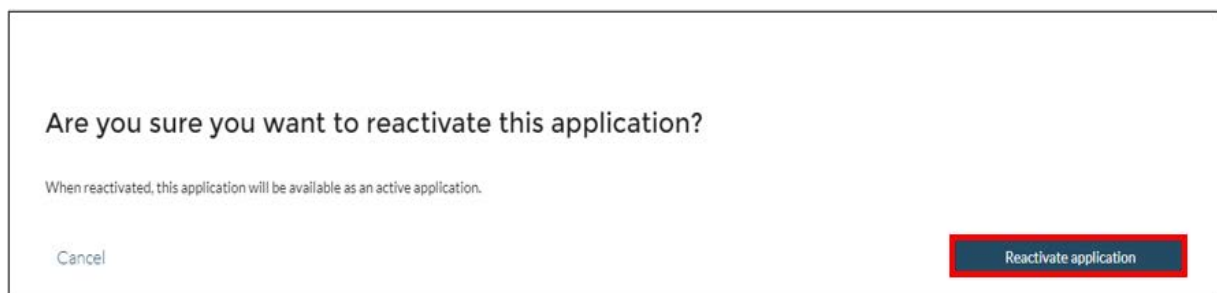 Are you sure you want to reactivate this application?
When reactivated, this application will be available as an active application.
Cancel
Reactivate application